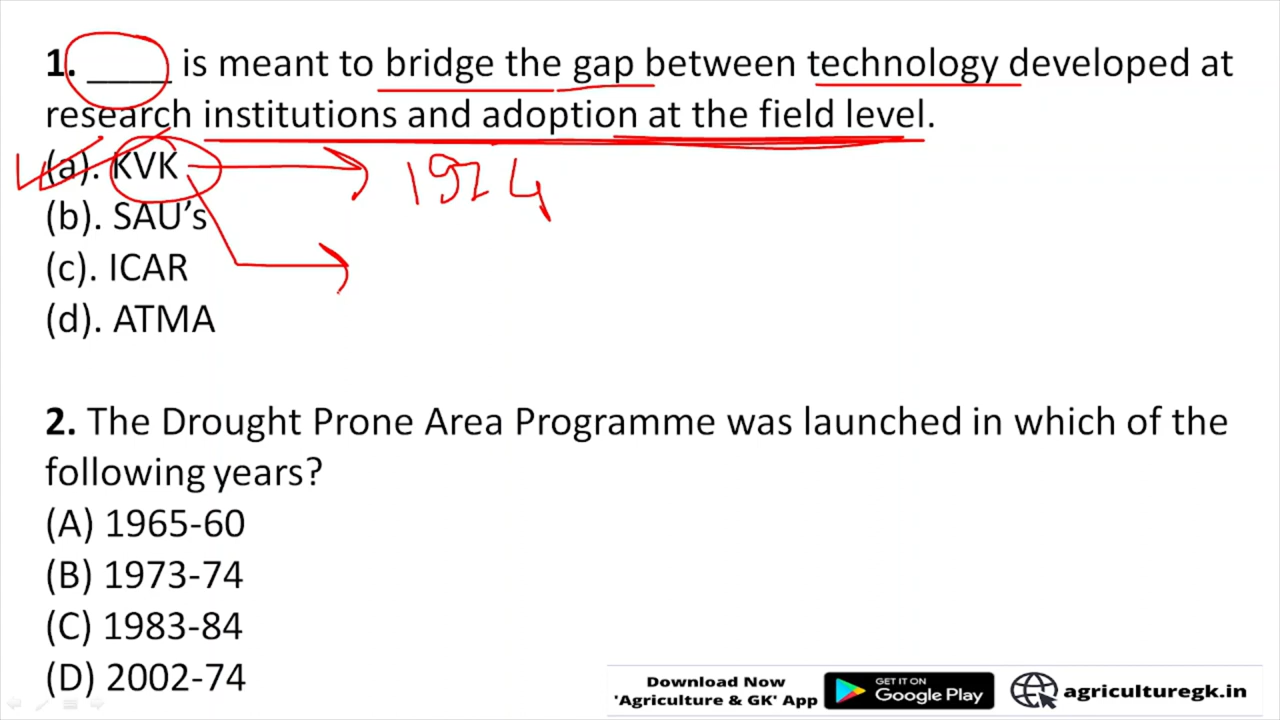 1. ____ is meant to bridge the gap between technology developed at
research institutions and adoption at the field level.
(a). KVK
1974
(b). SAU's
(c). ICAR
(d). ATMA
2. The Drought Prone Area Programme was launched in which of the
following years?
(A) 1965-60
(B) 1973-74
(C) 1983-84
(D) 2002-74
Download Now
'Agriculture & GK' App
GET IT ON
Google Play
agriculturegk.in